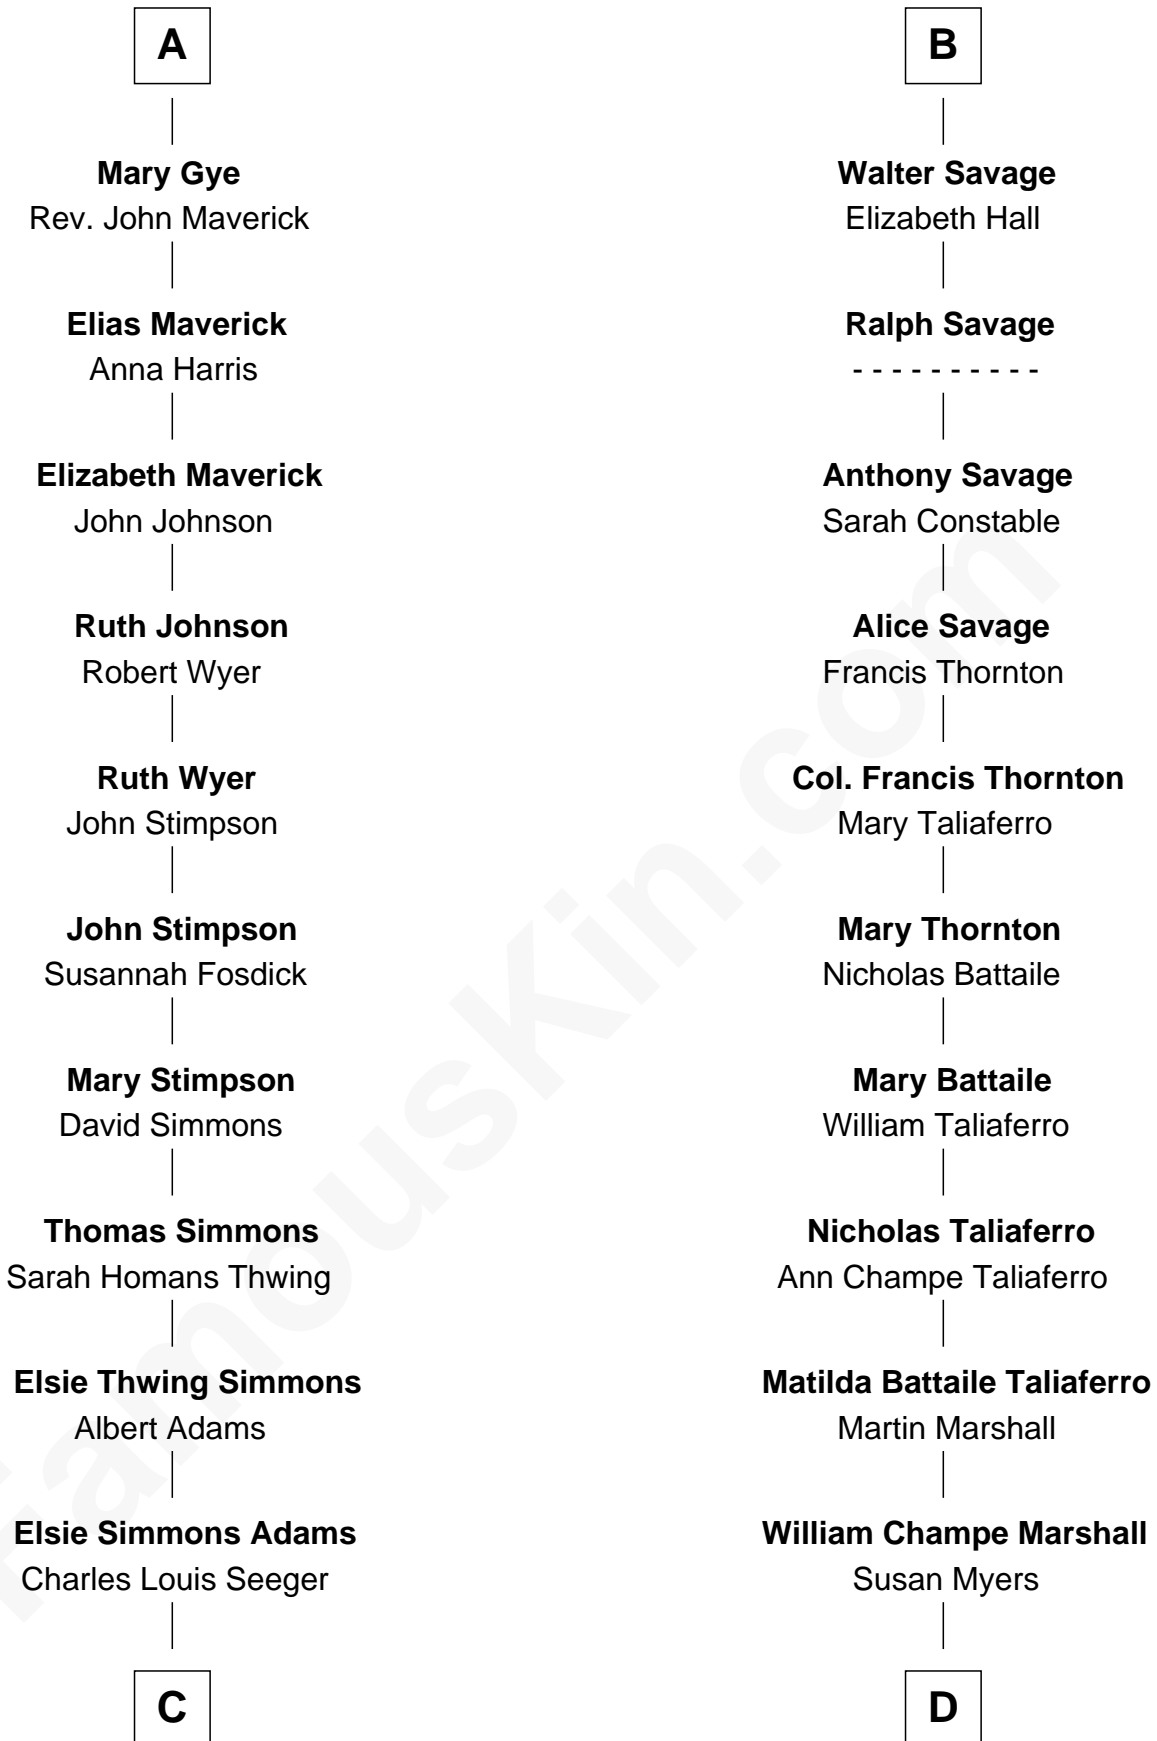 A
Mary Gye
Rev. John Maverick
Elias Maverick
Anna Harris
Elizabeth Maverick
John Johnson
Ruth Johnson
Robert Wyer
Ruth Wyer
John Stimpson
John Stimpson
Susannah Fosdick
Mary Stimpson
David Simmons
Thomas Simmons
Sarah Homans Thwing
Elsie Thwing Simmons
Albert Adams
Elsie Simmons Adams
Charles Louis Seeger
C
B
Walter Savage
Elizabeth Hall
Ralph Savage
- - - - - - - - - -
Anthony Savage
Sarah Constable
Alice Savage
Francis Thornton
Col. Francis Thornton
Mary Taliaferro
Mary Thornton
Nicholas Battaile
Mary Battaile
William Taliaferro
Nicholas Taliaferro
Ann Champe Taliaferro
Matilda Battaile Taliaferro
Martin Marshall
William Champe Marshall
Susan Myers
D
FamousKin.com